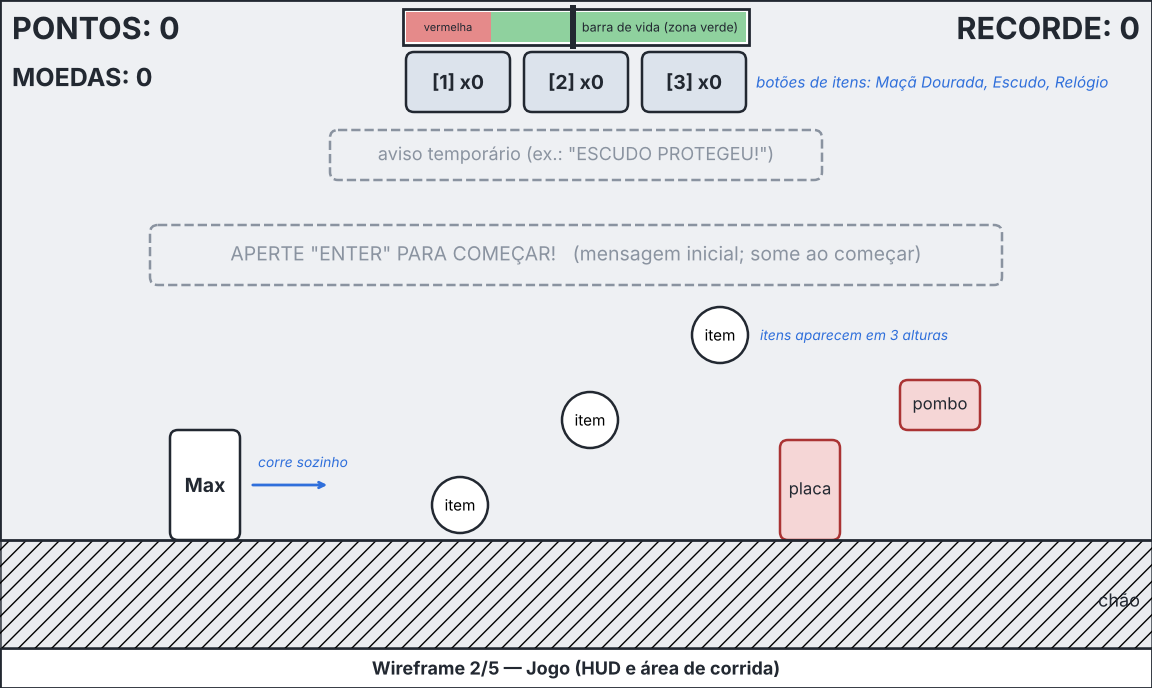 PONTOS: 0
vermelha
barra de vida (zona verde)
RECORDE: 0
MOEDAS: 0
[1] x0
[2] x0
[3] x0
botões de itens: Maçã Dourada, Escudo, Relógio
aviso temporário (ex.: "ESCUDO PROTEGEU!")
APERTE "ENTER" PARA COMEÇAR! (mensagem inicial; some ao começar)
item
itens aparecem em 3 alturas
pombo
item
corre sozinho
Max
placa
item
chão
Wireframe 2/5 — Jogo (HUD e área de corrida)